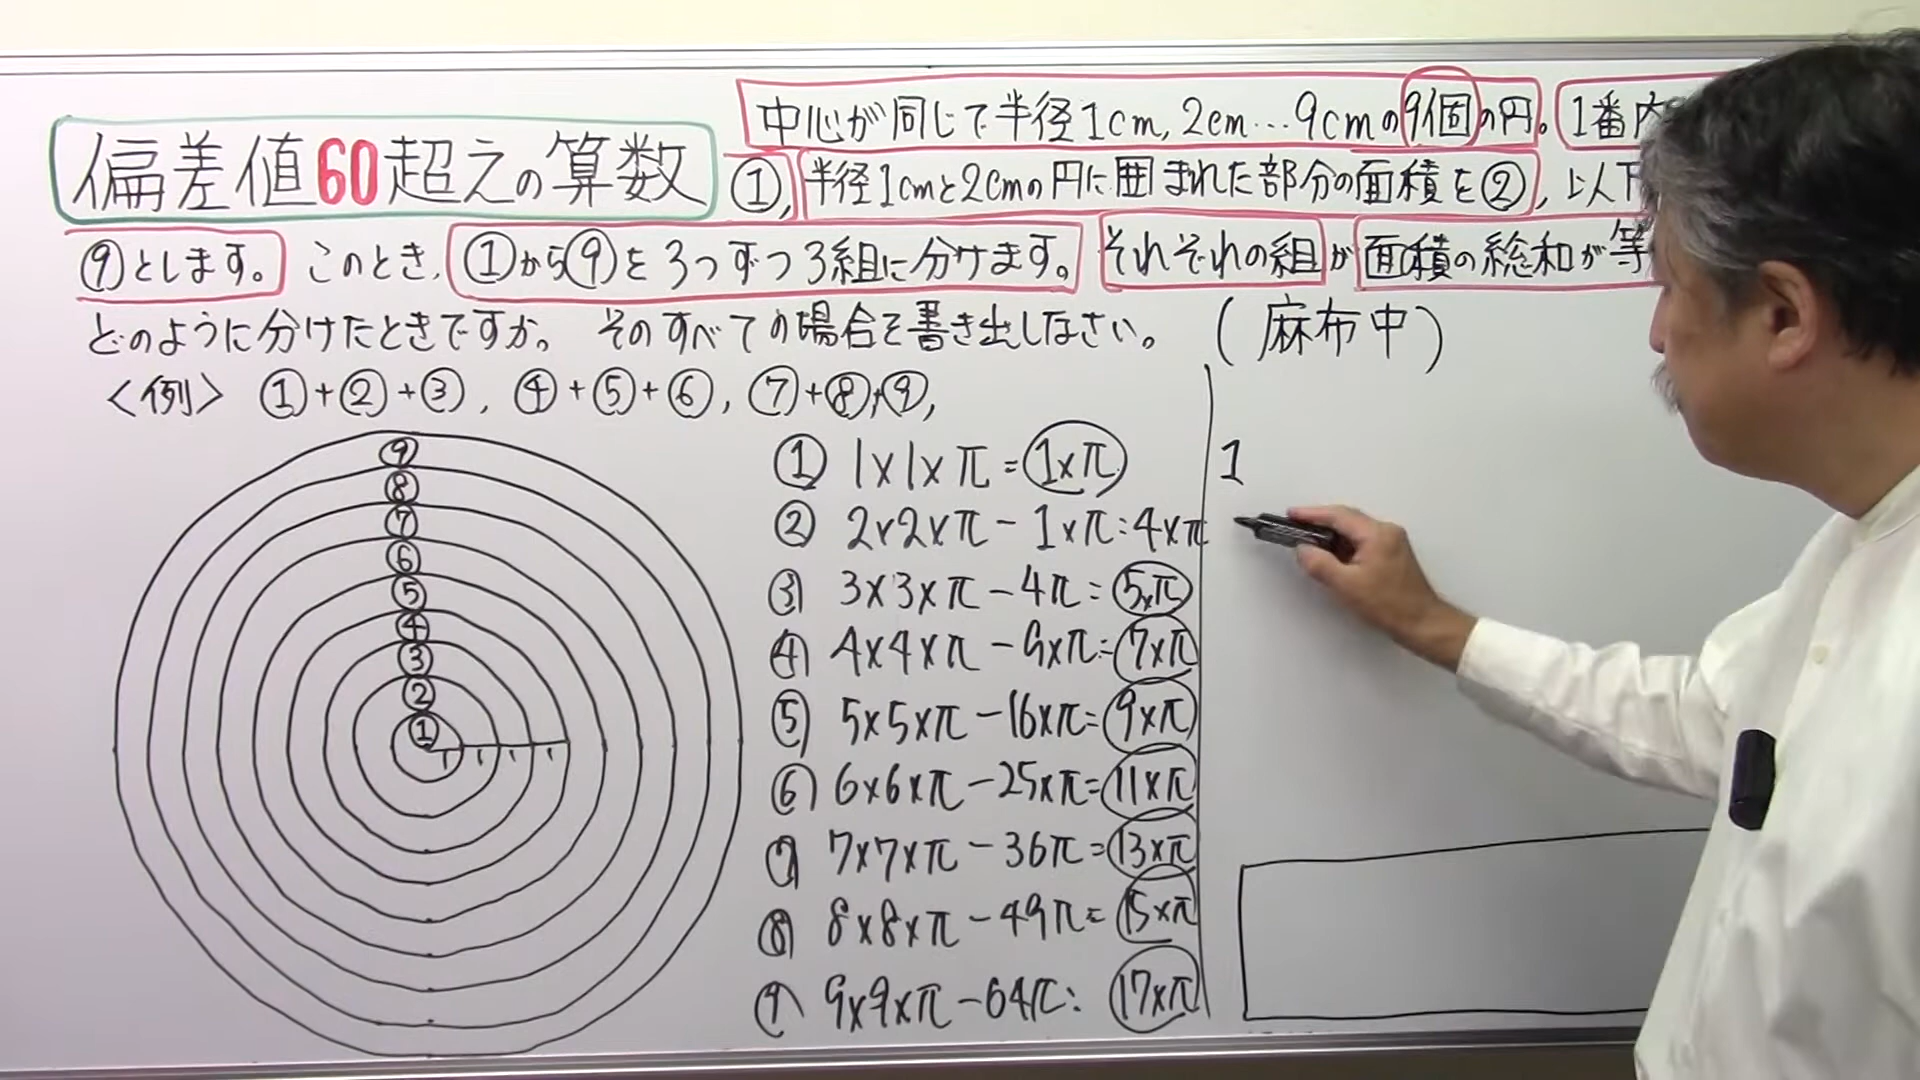 偏差値60超えの算数
中心が同じで半径1cm, 2cm…9cmの9個の円。1番内
①, 半径1cmと2cmの円に囲まれた部分の面積を②, 以下
⑨とします。このとき, ①から⑨を3つずつ3組に分けます。それぞれの組が面積の総和が等
どのように分けたときですか。そのすべての場合を書き出しなさい。(麻布中)
<例> ①+②+③, ④+⑤+⑥, ⑦+⑧+⑨,
⑨
⑧
⑦
⑥
⑤
④
③
②
①
① 1×1×π=1×π
② 2×2×π-1×π=4×π
③ 3×3×π-4π=5×π
④ 4×4×π-9×π=7×π
⑤ 5×5×π-16×π=9×π
⑥ 6×6×π-25×π=11×π
⑦ 7×7×π-36π=13×π
⑧ 8×8×π-49π=15×π
⑨ 9×9×π-64π=17×π
1